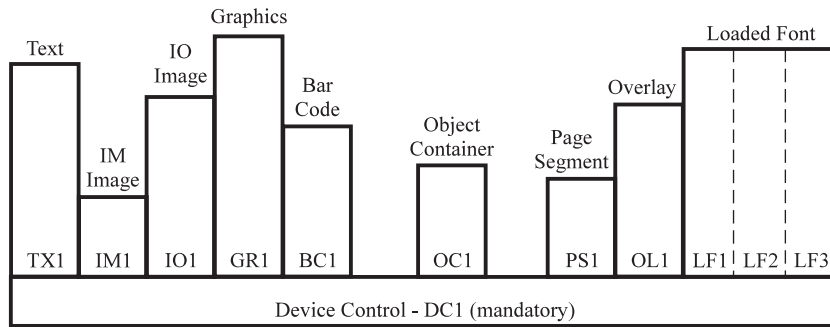 Graphics
Loaded Font
Text
IO
Image
Overlay
Bar
Code
Object
Container
Page
Segment
IM
Image
TX1 IM1 IO1 GR1 BC1 OC1 PS1 OL1 LF1 LF2 LF3
Device Control - DC1 (mandatory)